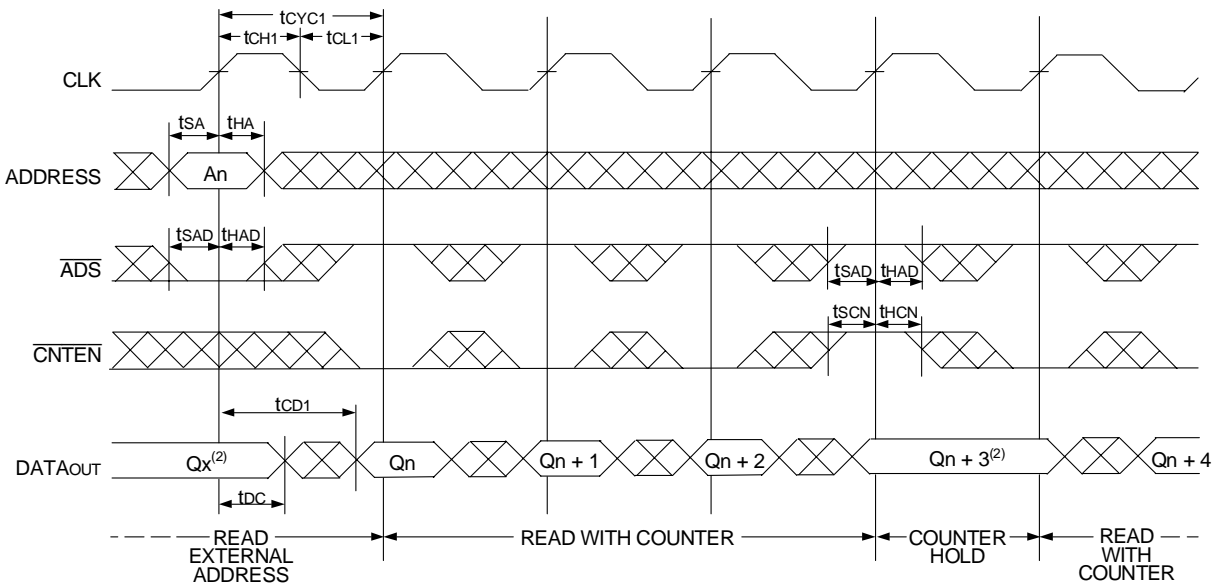 tCYC1
tCH1 tCL1
CLK
tSA tHA
ADDRESS An
tSAD tHAD
ADS
tSAD tHAD
tSCN tHCN
CNTEN
tCD1
DATAOUT Qx(2) Qn Qn + 1 Qn + 2 Qn + 3(2) Qn + 4
tDC
READ EXTERNAL ADDRESS
READ WITH COUNTER
COUNTER HOLD
READ WITH COUNTER